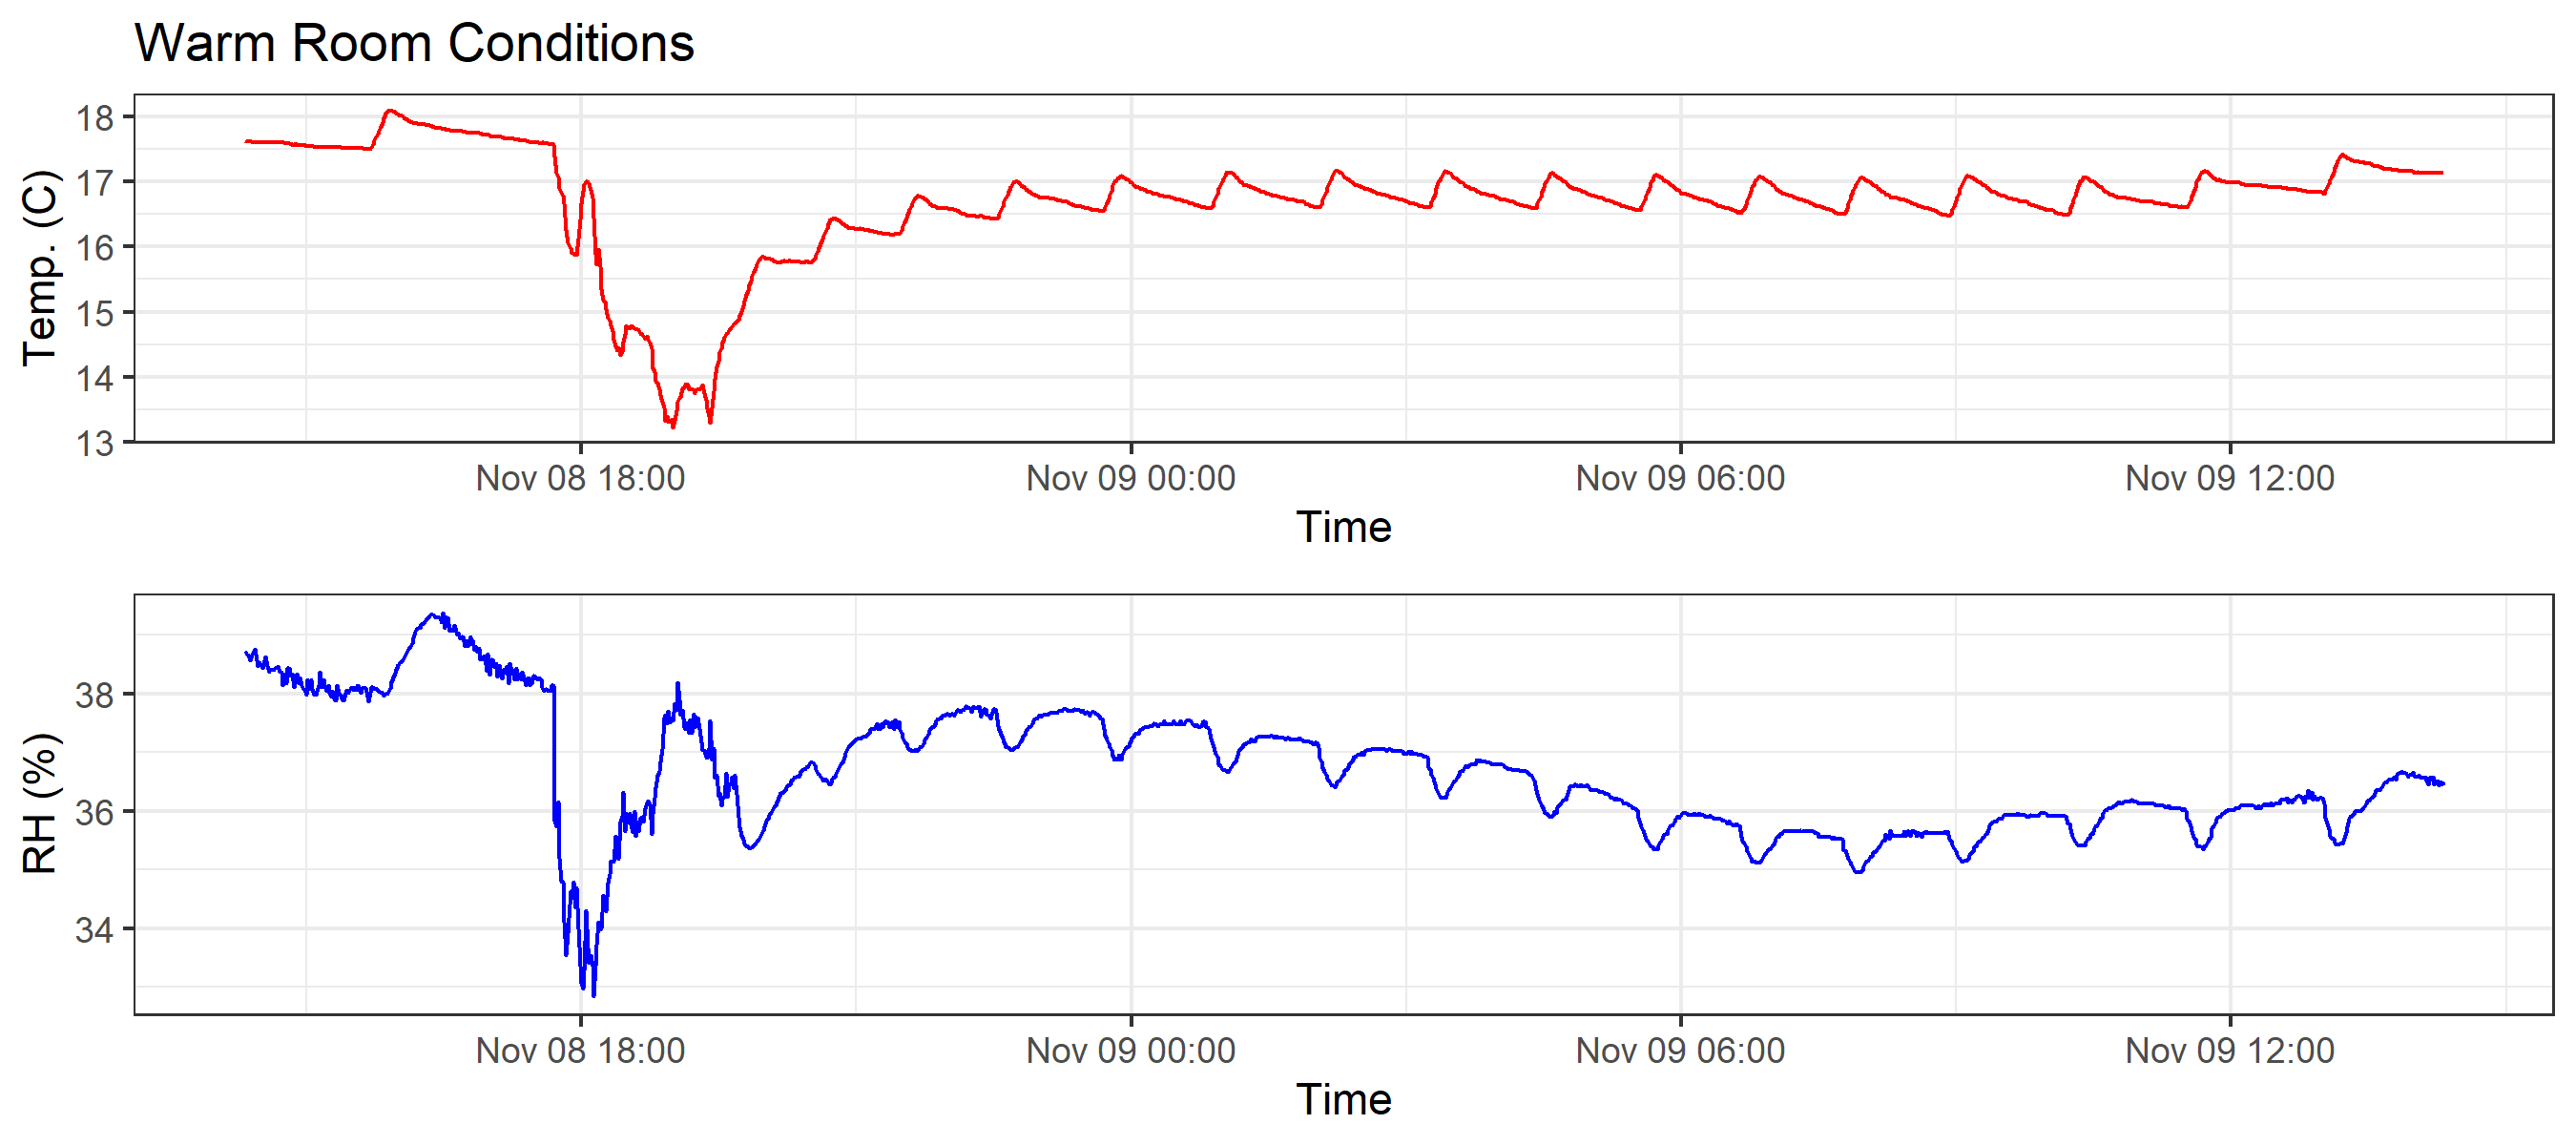 Warm Room Conditions
Temp. (C)
18
17
16
15
14
13
Nov 08 18:00 Nov 09 00:00 Nov 09 06:00 Nov 09 12:00
Time
RH (%)
38
36
34
Nov 08 18:00 Nov 09 00:00 Nov 09 06:00 Nov 09 12:00
Time